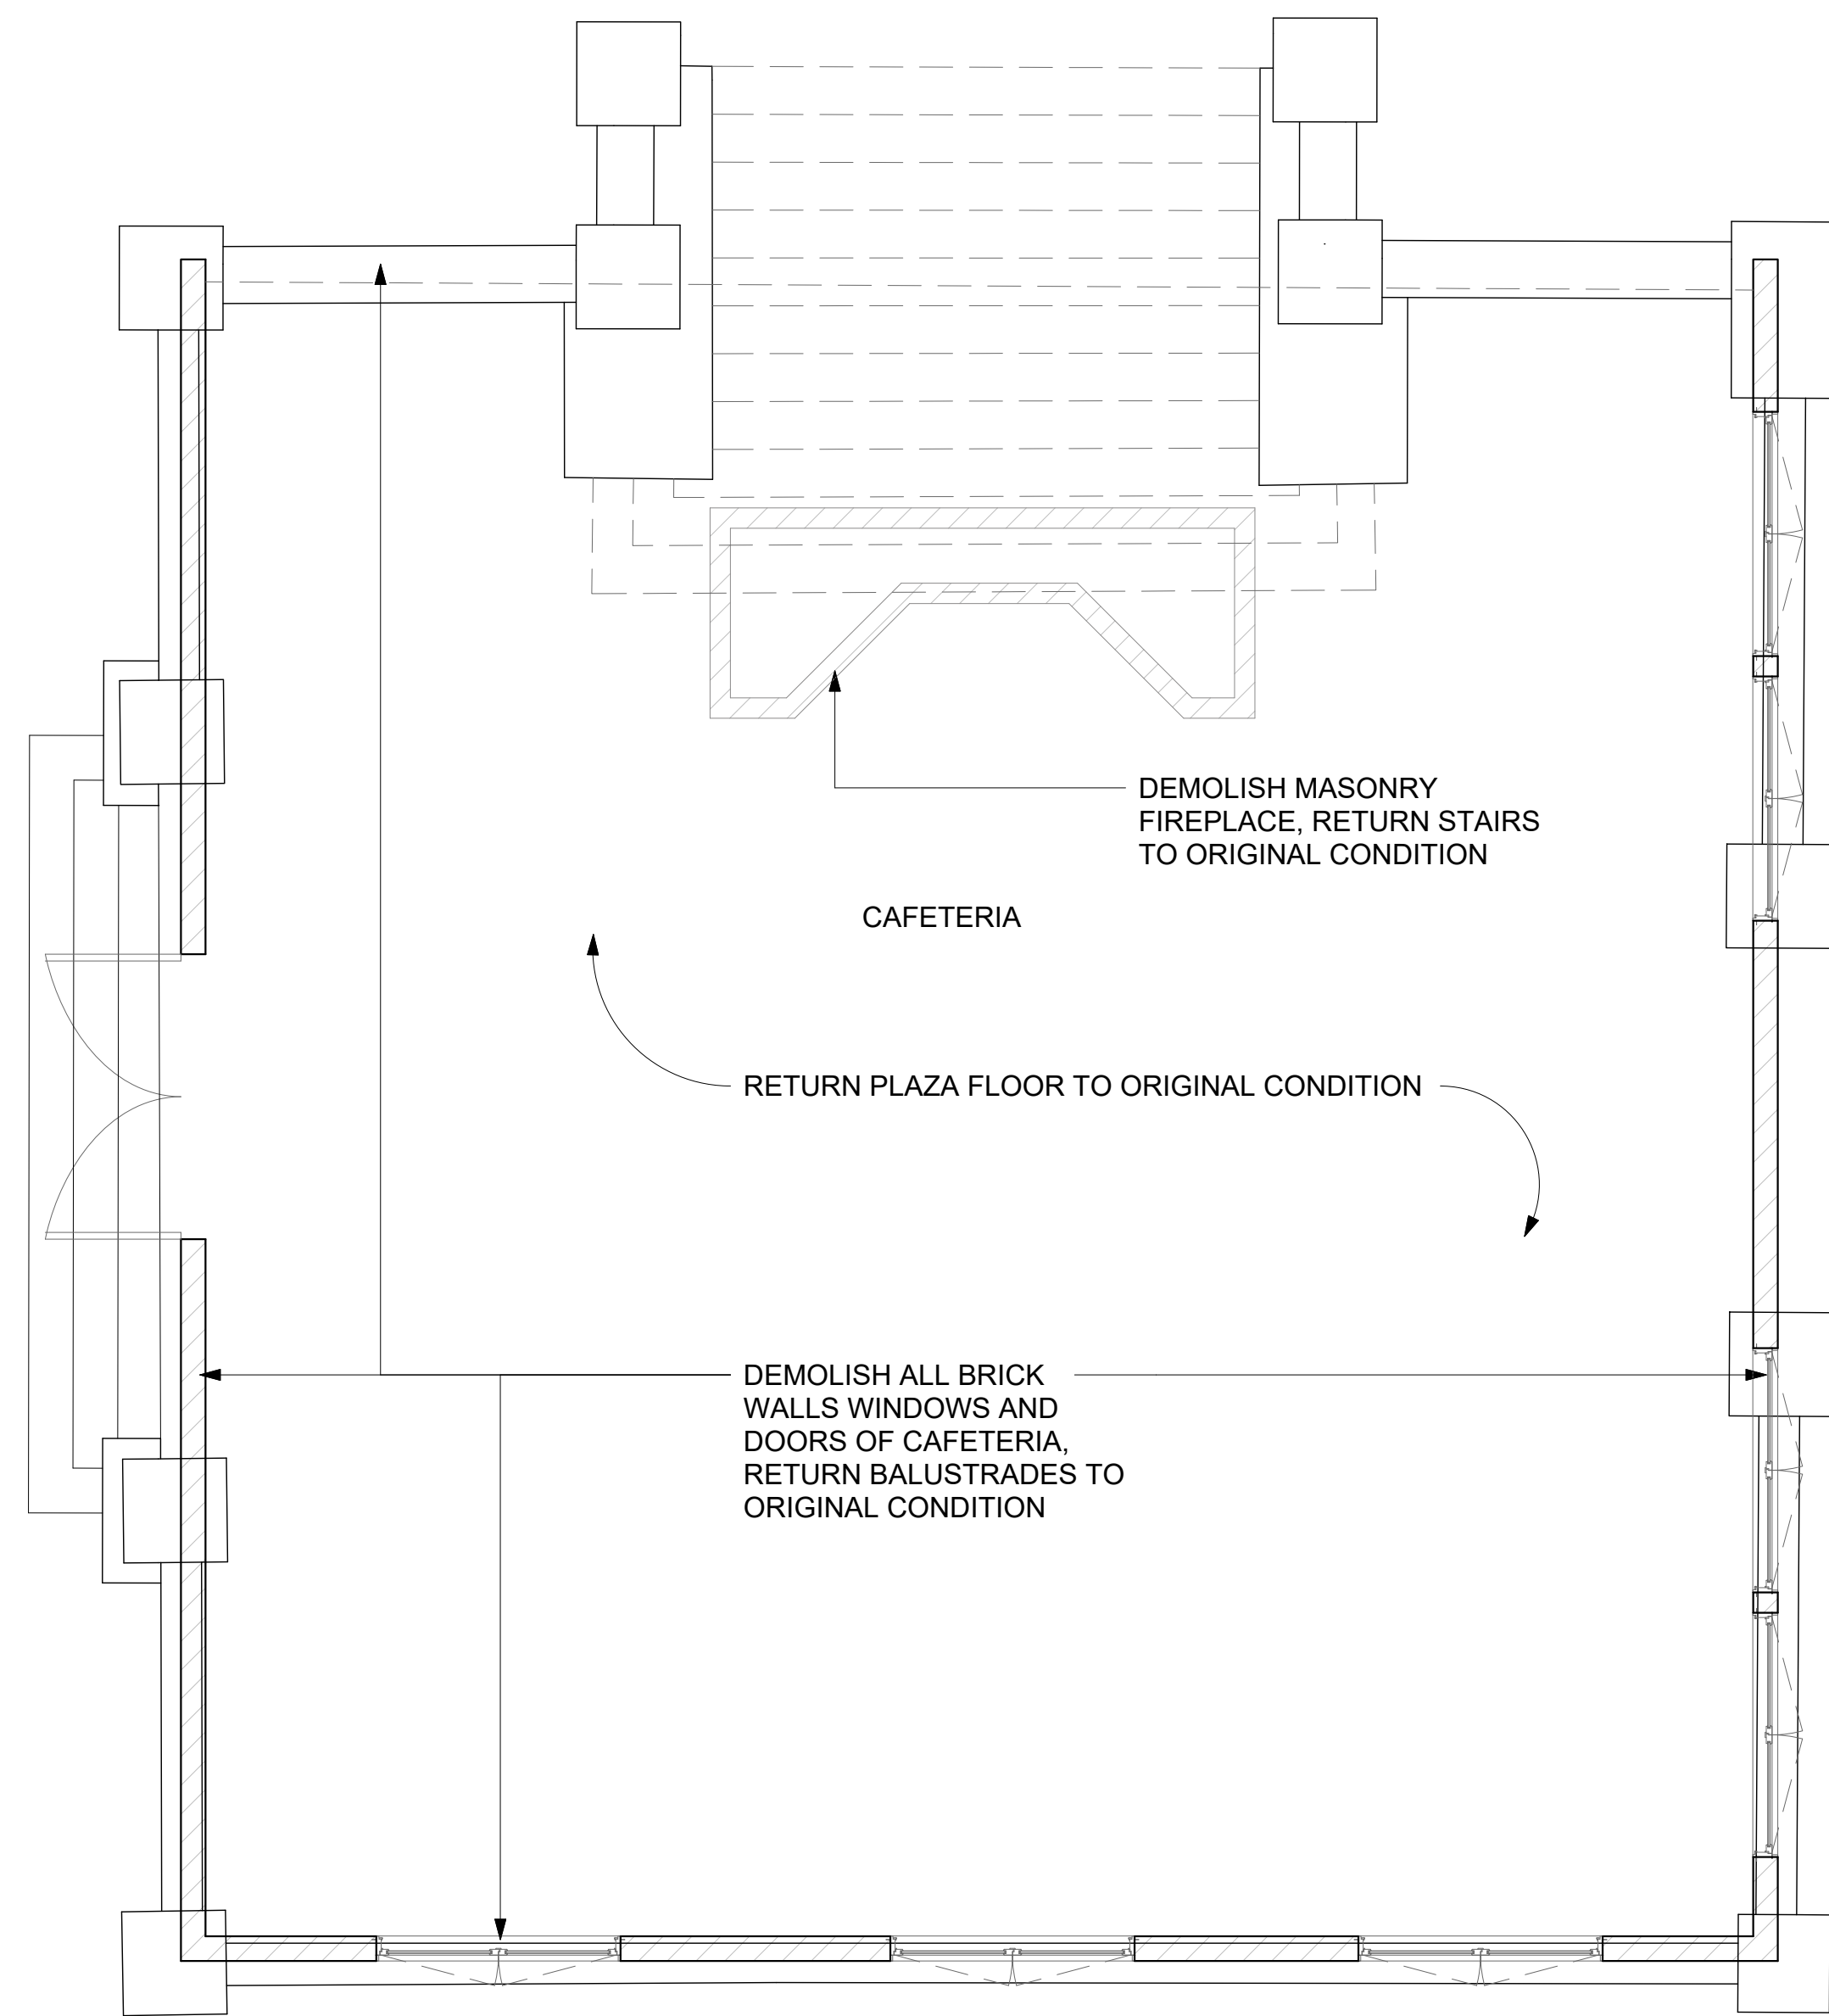 DEMOLISH MASONRY
FIREPLACE, RETURN STAIRS
TO ORIGINAL CONDITION
CAFETERIA
RETURN PLAZA FLOOR TO ORIGINAL CONDITION
DEMOLISH ALL BRICK
WALLS WINDOWS AND
DOORS OF CAFETERIA,
RETURN BALUSTRADES TO
ORIGINAL CONDITION